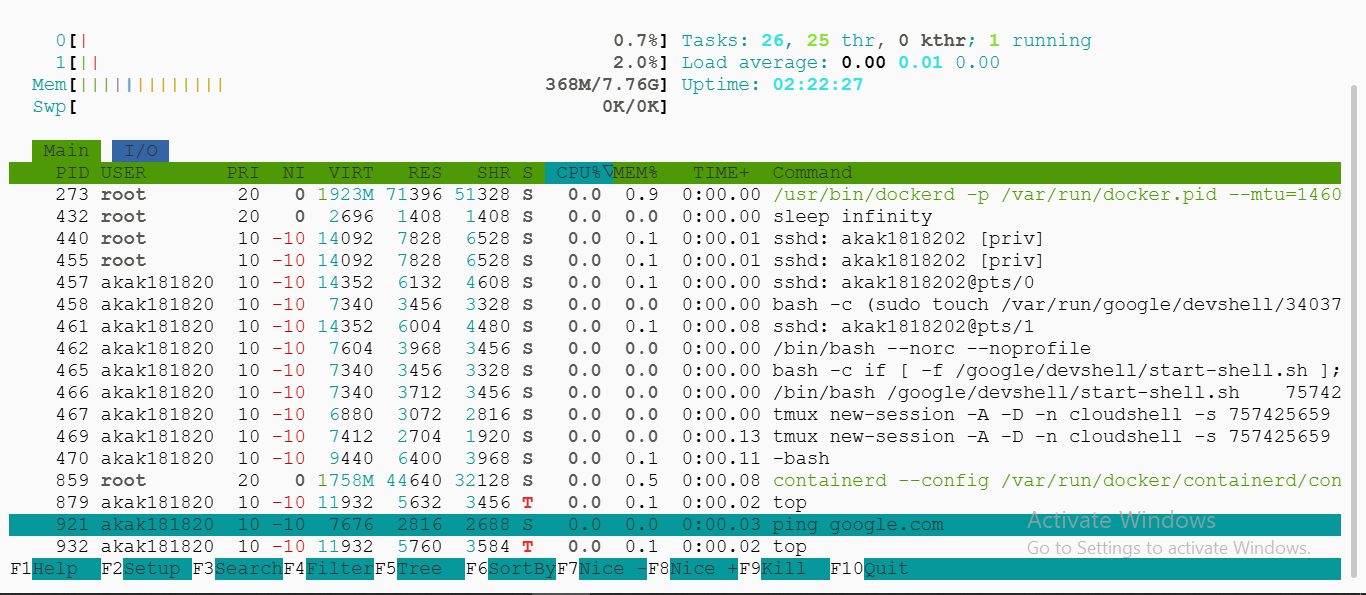 0[| 0.7%] Tasks: 26, 25 thr, 0 kthr; 1 running
1[|| 2.0%] Load average: 0.00 0.01 0.00
Mem[||||||||||||| 368M/7.76G] Uptime: 02:22:27
Swp[ 0K/0K]
Main I/O
PID USER PRI NI VIRT RES SHR S CPU%▽MEM% TIME+ Command
273 root 20 0 1923M 71396 51328 S 0.0 0.9 0:00.00 /usr/bin/dockerd -p /var/run/docker.pid --mtu=1460
432 root 20 0 2696 1408 1408 S 0.0 0.0 0:00.00 sleep infinity
440 root 10 -10 14092 7828 6528 S 0.0 0.1 0:00.01 sshd: akak1818202 [priv]
455 root 10 -10 14092 7828 6528 S 0.0 0.1 0:00.01 sshd: akak1818202 [priv]
457 akak181820 10 -10 14352 6132 4608 S 0.0 0.1 0:00.00 sshd: akak1818202@pts/0
458 akak181820 10 -10 7340 3456 3328 S 0.0 0.0 0:00.00 bash -c (sudo touch /var/run/google/devshell/34037
461 akak181820 10 -10 14352 6004 4480 S 0.0 0.1 0:00.08 sshd: akak1818202@pts/1
462 akak181820 10 -10 7604 3968 3456 S 0.0 0.0 0:00.00 /bin/bash --norc --noprofile
465 akak181820 10 -10 7340 3456 3328 S 0.0 0.0 0:00.00 bash -c if [ -f /google/devshell/start-shell.sh ];
466 akak181820 10 -10 7340 3712 3456 S 0.0 0.0 0:00.00 /bin/bash /google/devshell/start-shell.sh 75742
467 akak181820 10 -10 6880 3072 2816 S 0.0 0.0 0:00.00 tmux new-session -A -D -n cloudshell -s 757425659
469 akak181820 10 -10 7412 2704 1920 S 0.0 0.0 0:00.13 tmux new-session -A -D -n cloudshell -s 757425659
470 akak181820 10 -10 9440 6400 3968 S 0.0 0.1 0:00.11 -bash
859 root 20 0 1758M 44640 32128 S 0.0 0.5 0:00.08 containerd --config /var/run/docker/containerd/con
879 akak181820 10 -10 11932 5632 3456 T 0.0 0.1 0:00.02 top
921 akak181820 10 -10 7676 2816 2688 S 0.0 0.0 0:00.03 ping google.com
932 akak181820 10 -10 11932 5760 3584 T 0.0 0.1 0:00.02 top
F1Help F2Setup F3SearchF4FilterF5Tree F6SortByF7Nice -F8Nice +F9Kill F10Quit
Activate Windows
Go to Settings to activate Windows.